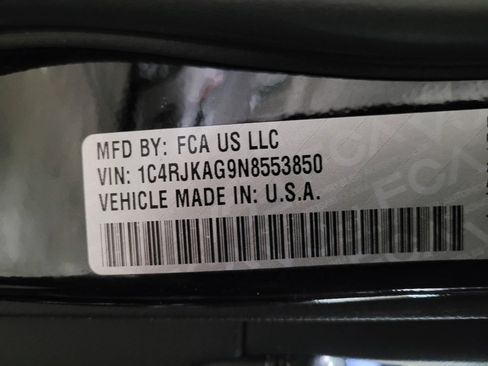 MFD BY: FCA US LLC
VIN: 1C4RJKAG9N8553850
VEHICLE MADE IN: U.S.A.